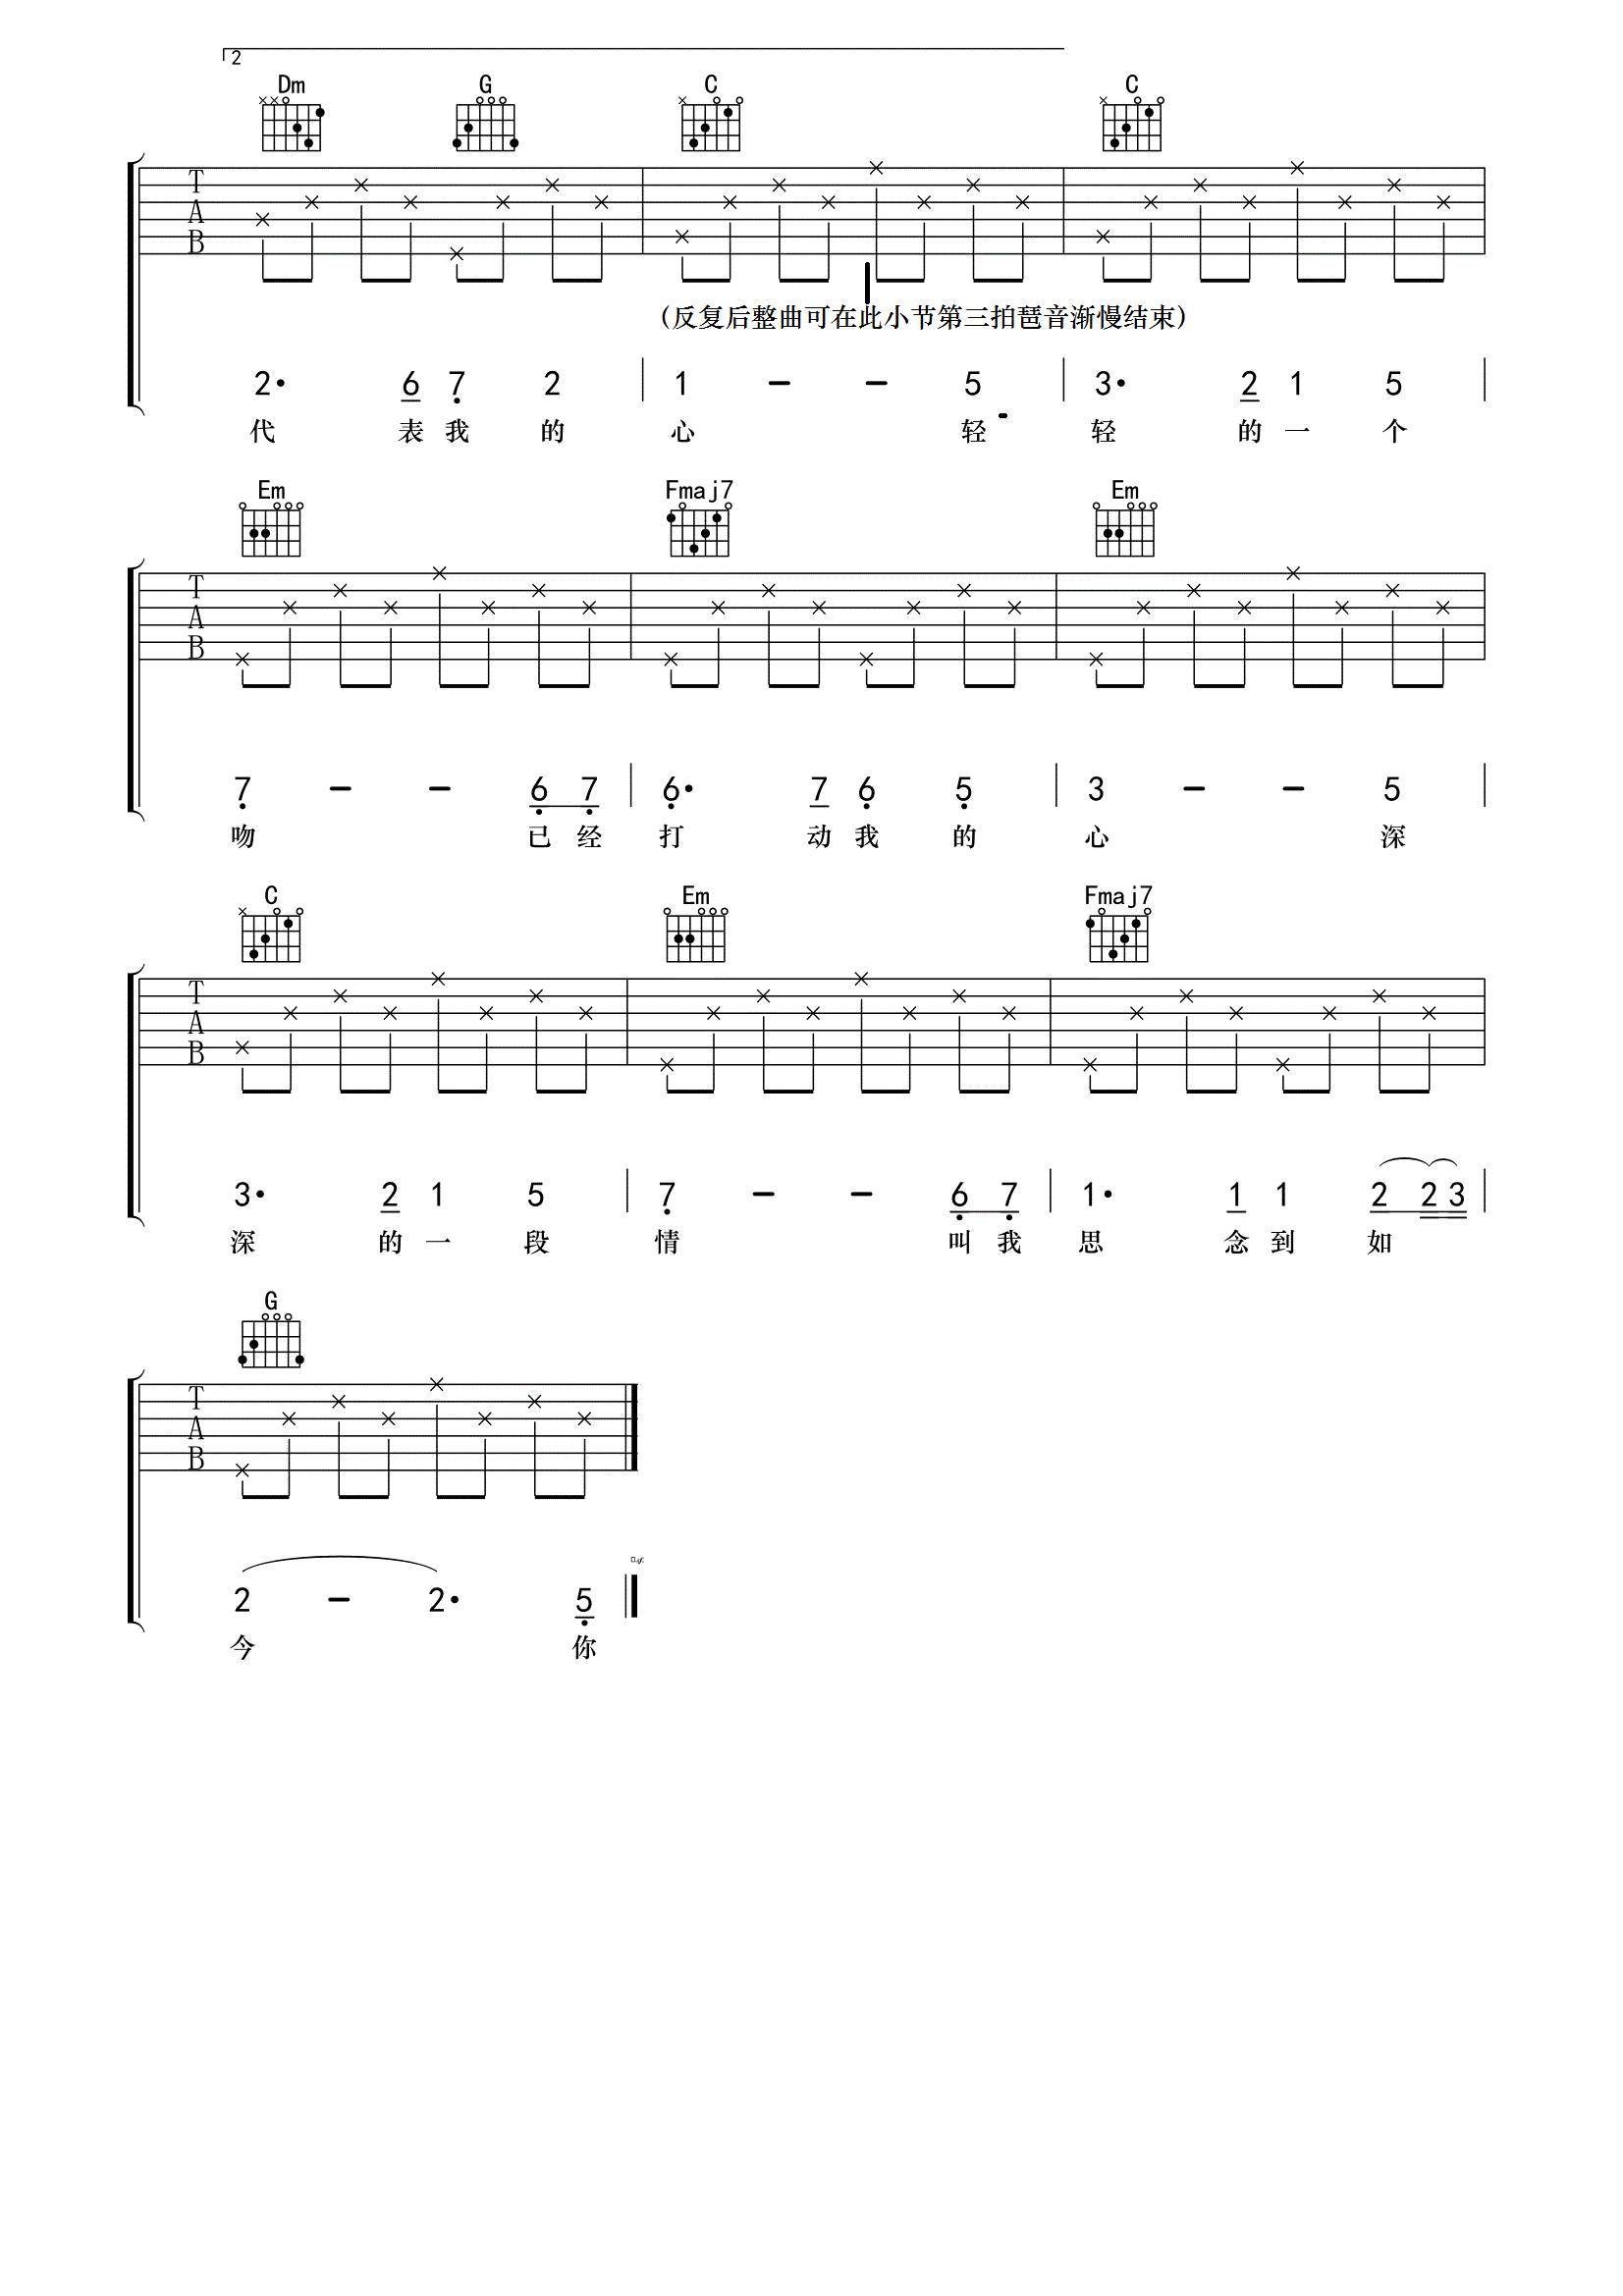 2
Dm G C C
T
A
B
(反复后整曲可在此小节第三拍琶音渐慢结束)
2· 6 7 2 1 - - 5 3· 2 1 5
代 表 我 的 心 轻 轻 的 一 个
Em Fmaj7 Em
T
A
B
7 - - 6 7 6· 7 6 5 3 - - 5
吻 已 经 打 动 我 的 心 深
C Em Fmaj7
T
A
B
3· 2 1 5 7 - - 6 7 1· 1 1 2 2 3
深 的 一 段 情 叫 我 思 念 到 如
G
T
A
B
2 - 2· 5
今 你